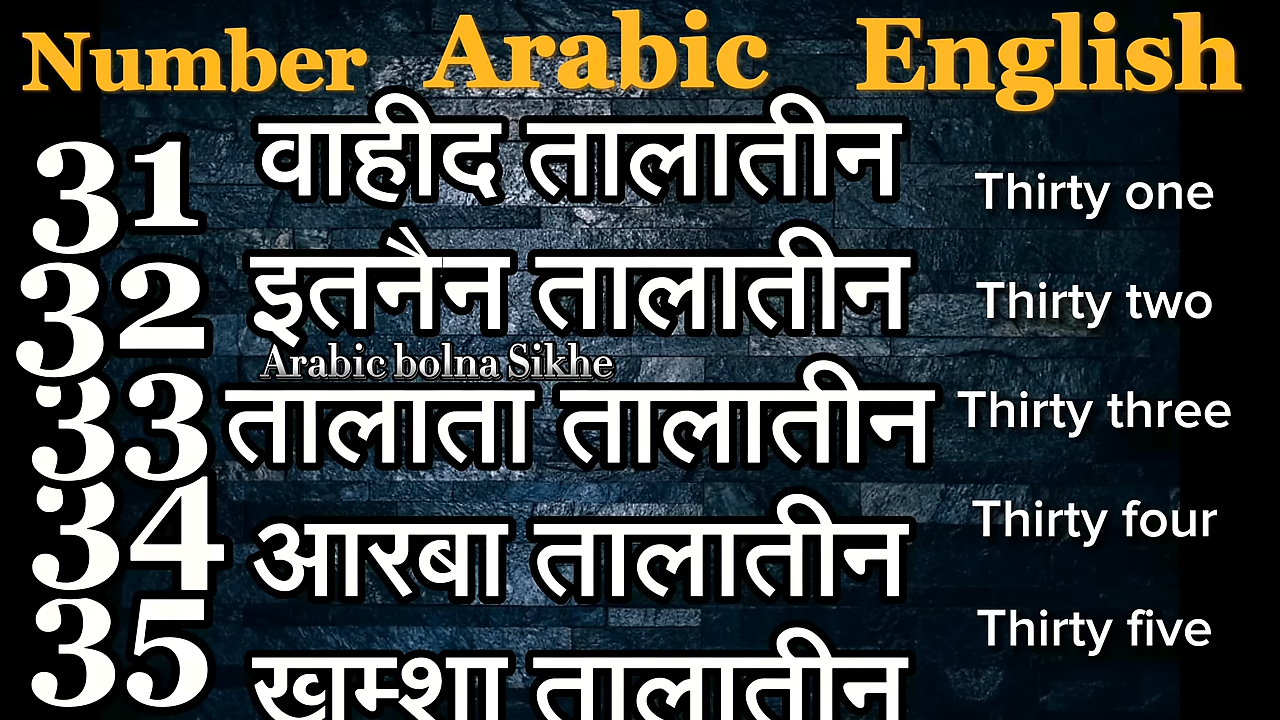 Number Arabic English
31 वाहीद तालातीन Thirty one
32 इतनैन तालातीन Thirty two
Arabic bolna Sikhe
33 तालाता तालातीन Thirty three
34 आरबा तालातीन Thirty four
35 खम्शा तालातीन Thirty five